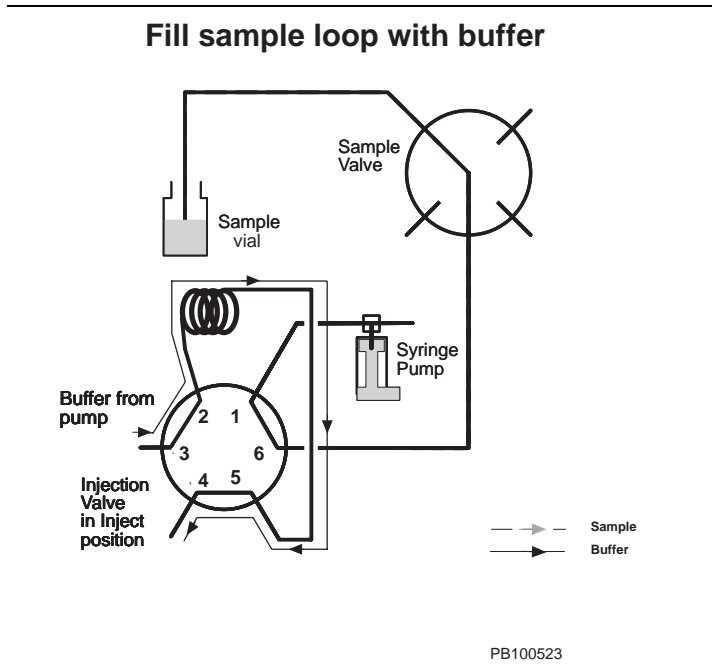 Fill sample loop with buffer
Sample
Valve
Sample
vial
Syringe
Pump
Buffer from
pump
2 1
3 6
4 5
Injection
Valve
in Inject
position
Sample
Buffer
PB100523